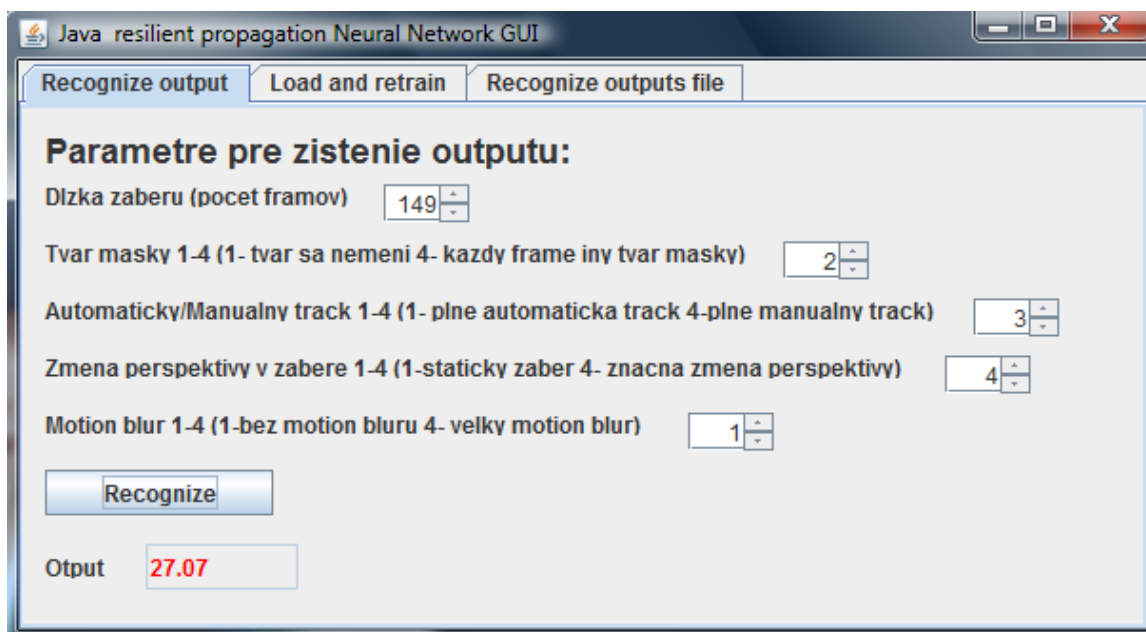 Java resilient propagation Neural Network GUI
Recognize output Load and retrain Recognize outputs file
Parametre pre zistenie outputu:
Dlzka zaberu (pocet framov) 149
Tvar masky 1-4 (1- tvar sa nemeni 4- kazdy frame iny tvar masky) 2
Automaticky/Manualny track 1-4 (1- plne automaticka track 4-plne manualny track) 3
Zmena perspektivy v zabere 1-4 (1-staticky zaber 4- znacna zmena perspektivy) 4
Motion blur 1-4 (1-bez motion bluru 4- velky motion blur) 1
Recognize
Otput 27.07